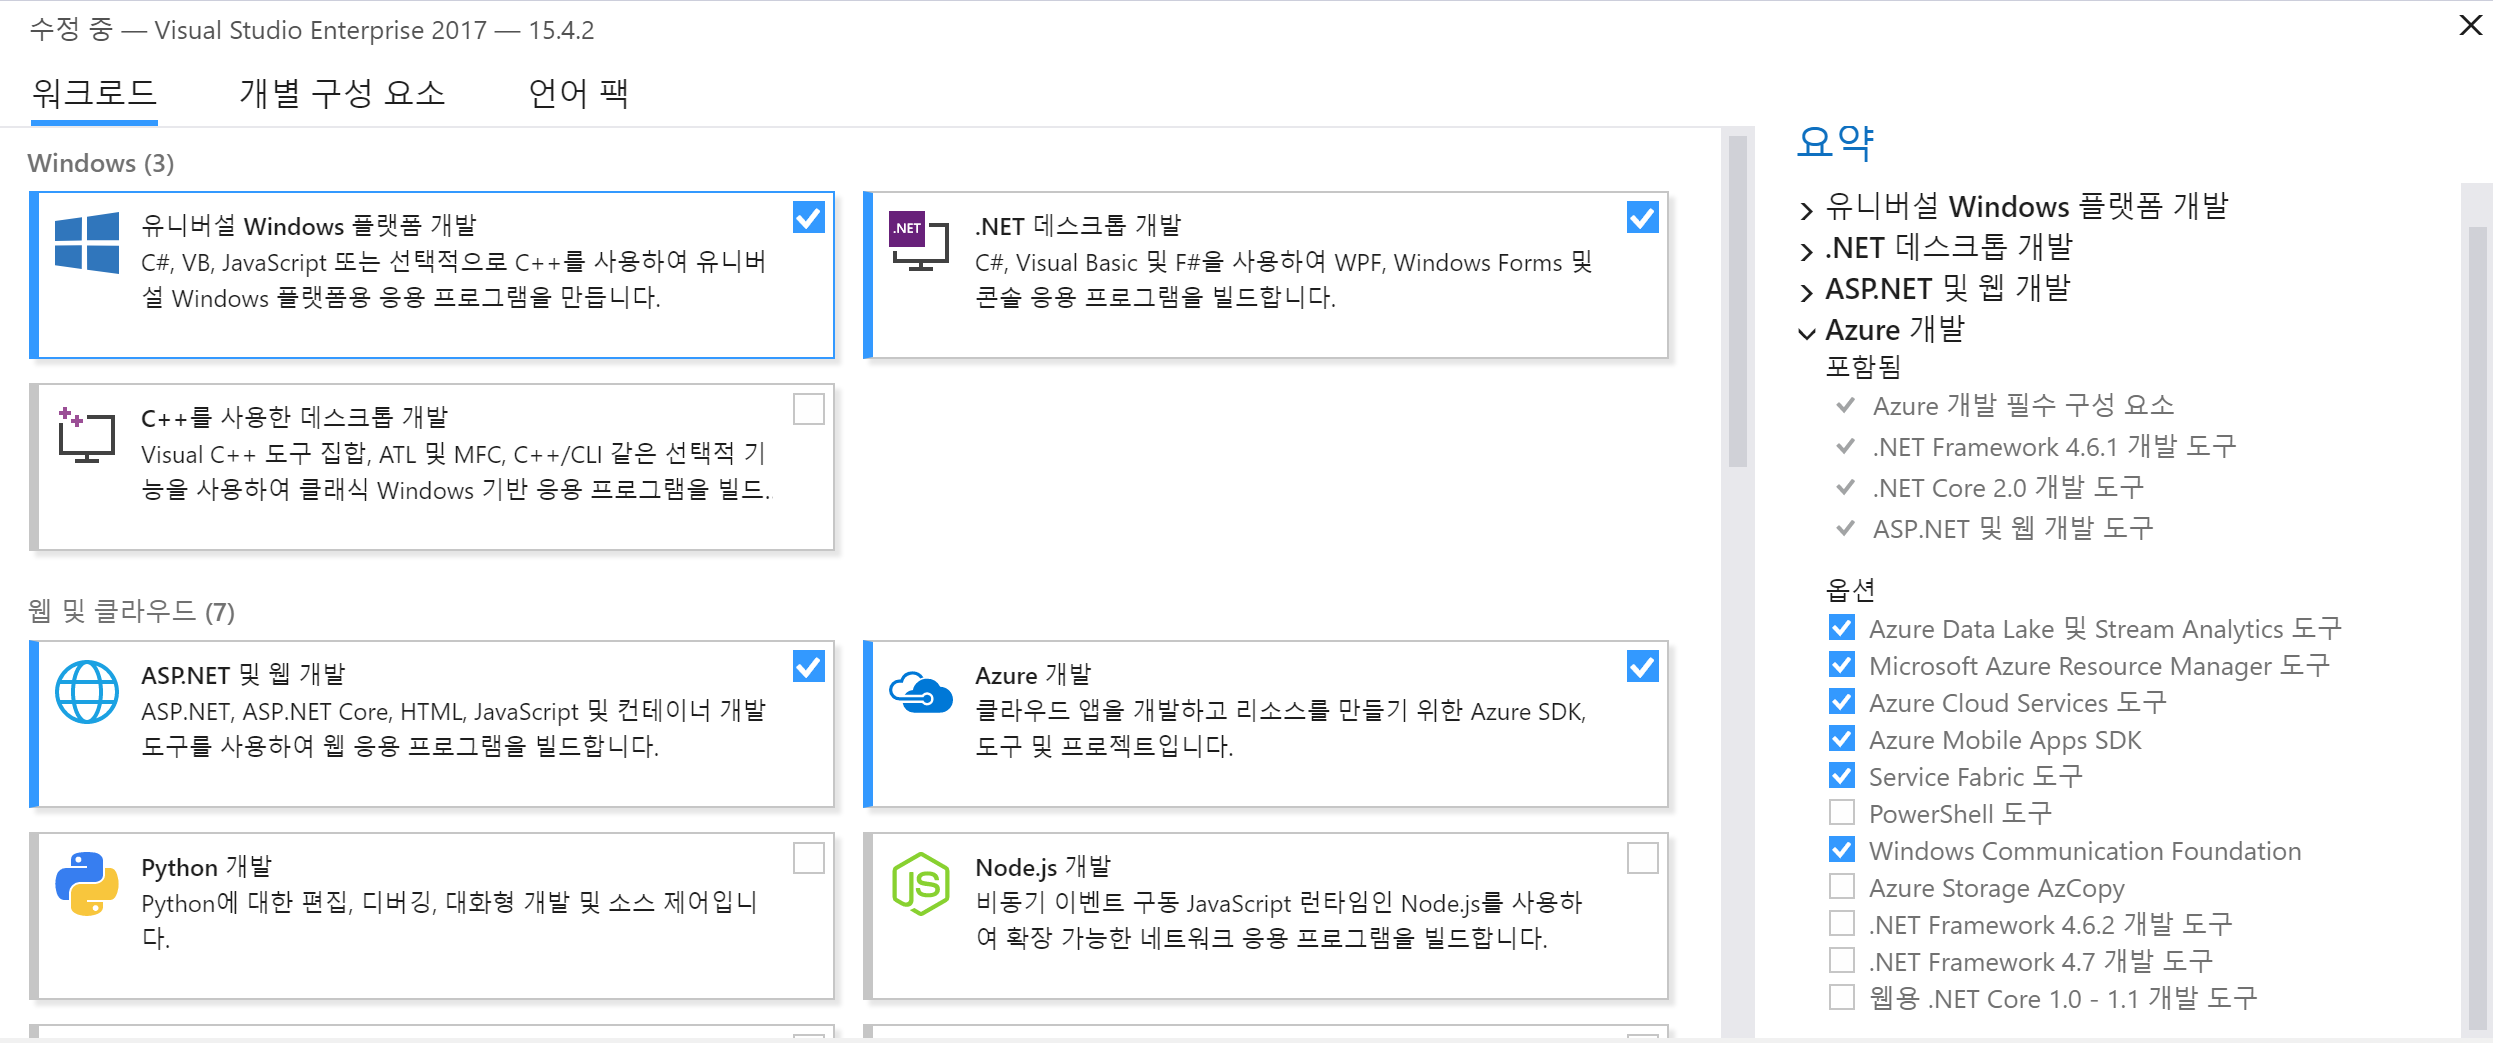 수정 중 — Visual Studio Enterprise 2017 — 15.4.2
워크로드 개별 구성 요소 언어 팩
Windows (3)
유니버설 Windows 플랫폼 개발
C#, VB, JavaScript 또는 선택적으로 C++를 사용하여 유니버
설 Windows 플랫폼용 응용 프로그램을 만듭니다.
.NET
.NET 데스크톱 개발
C#, Visual Basic 및 F#을 사용하여 WPF, Windows Forms 및
콘솔 응용 프로그램을 빌드합니다.
C++를 사용한 데스크톱 개발
Visual C++ 도구 집합, ATL 및 MFC, C++/CLI 같은 선택적 기
능을 사용하여 클래식 Windows 기반 응용 프로그램을 빌드..
웹 및 클라우드 (7)
ASP.NET 및 웹 개발
ASP.NET, ASP.NET Core, HTML, JavaScript 및 컨테이너 개발
도구를 사용하여 웹 응용 프로그램을 빌드합니다.
Azure 개발
클라우드 앱을 개발하고 리소스를 만들기 위한 Azure SDK,
도구 및 프로젝트입니다.
Python 개발
Python에 대한 편집, 디버깅, 대화형 개발 및 소스 제어입니
다.
JS
Node.js 개발
비동기 이벤트 구동 JavaScript 런타임인 Node.js를 사용하
여 확장 가능한 네트워크 응용 프로그램을 빌드합니다.
요약
유니버설 Windows 플랫폼 개발
.NET 데스크톱 개발
ASP.NET 및 웹 개발
Azure 개발
포함됨
Azure 개발 필수 구성 요소
.NET Framework 4.6.1 개발 도구
.NET Core 2.0 개발 도구
ASP.NET 및 웹 개발 도구
옵션
Azure Data Lake 및 Stream Analytics 도구
Microsoft Azure Resource Manager 도구
Azure Cloud Services 도구
Azure Mobile Apps SDK
Service Fabric 도구
PowerShell 도구
Windows Communication Foundation
Azure Storage AzCopy
.NET Framework 4.6.2 개발 도구
.NET Framework 4.7 개발 도구
웹용 .NET Core 1.0 - 1.1 개발 도구